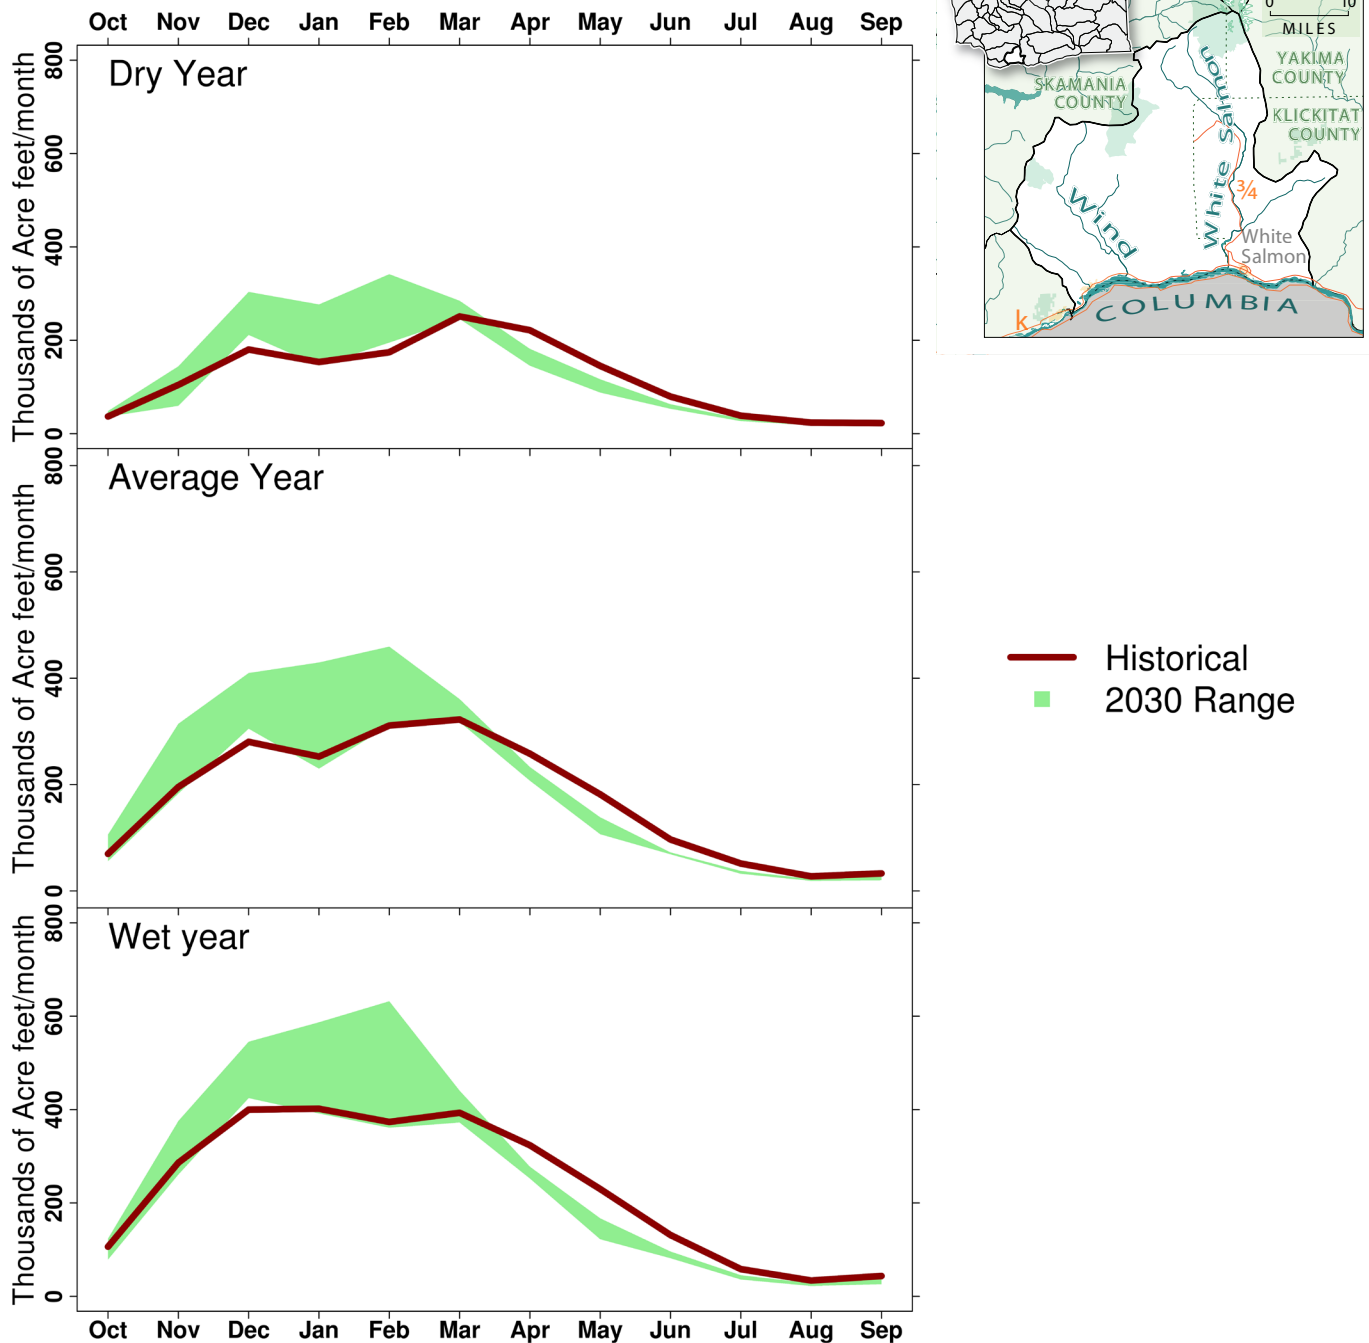 Oct Nov Dec Jan Feb Mar Apr May Jun Jul Aug Sep
Dry Year
Thousands of Acre feet/month
0 200 400 600 800
Average Year
Thousands of Acre feet/month
0 200 400 600 800
Wet year
Thousands of Acre feet/month
0 200 400 600 800
Oct Nov Dec Jan Feb Mar Apr May Jun Jul Aug Sep
0 10
MILES
YAKIMA
COUNTY
SKAMANIA
COUNTY
KLICKITAT
COUNTY
White Salmon
Wind
¾
White
Salmon
COLUMBIA
k
Historical
2030 Range